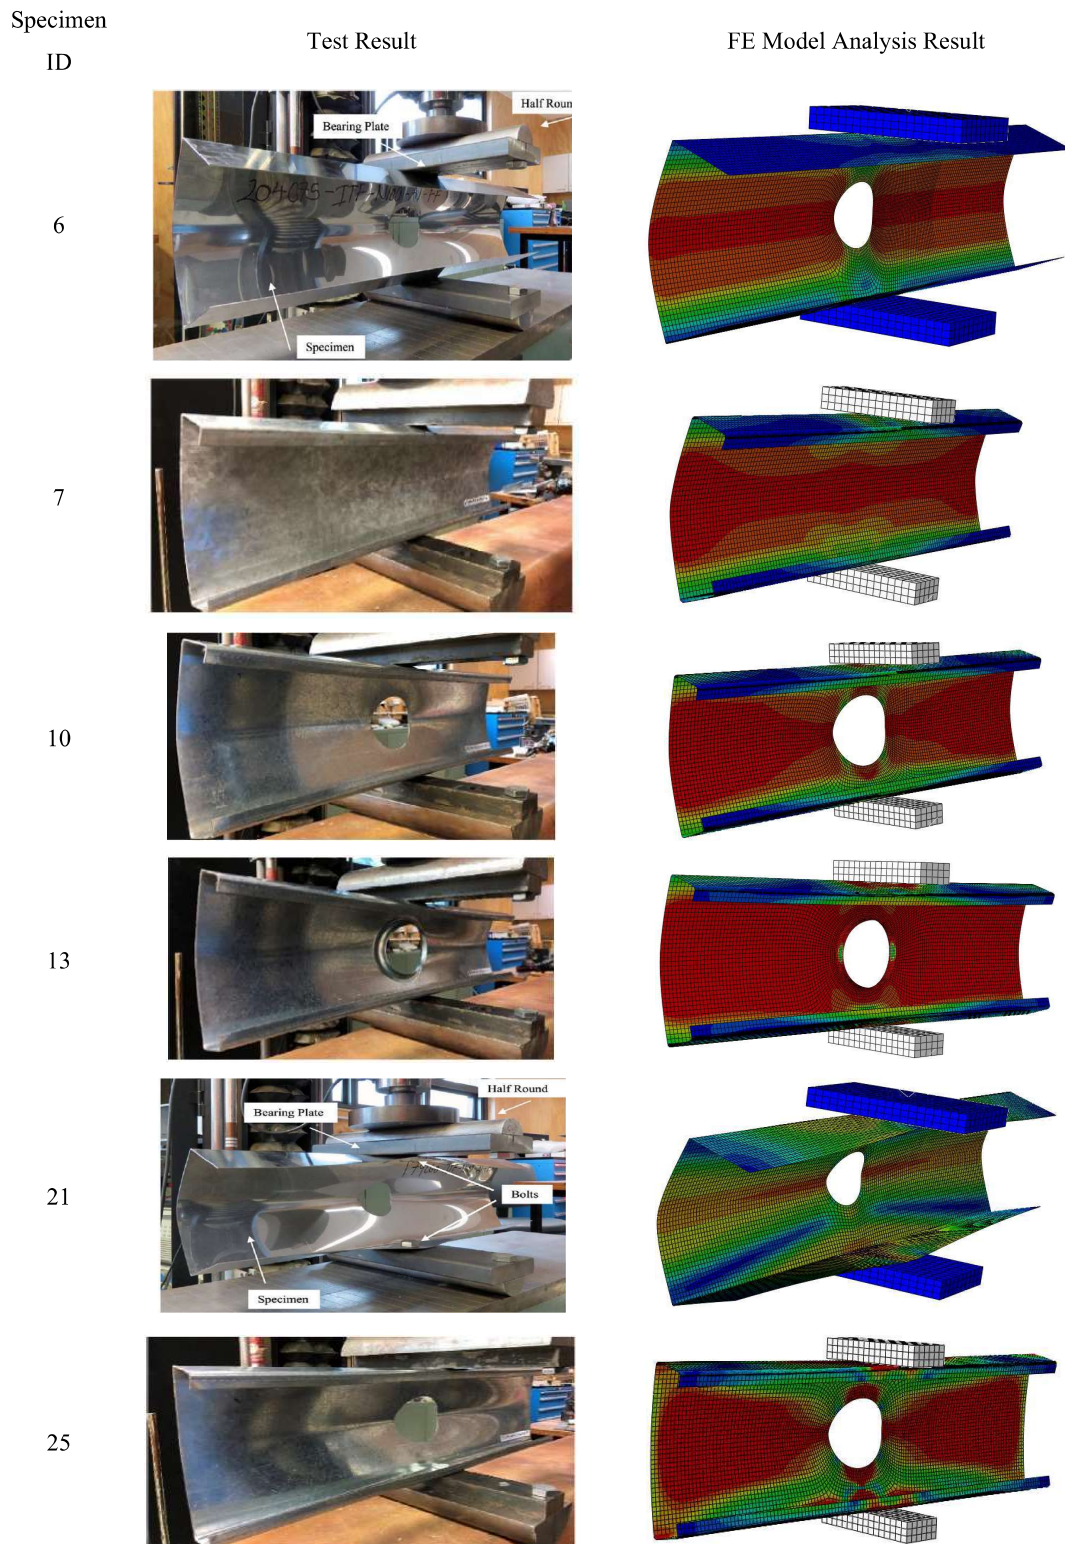 Specimen
ID
Test Result
FE Model Analysis Result
6
Half Roun
Bearing Plate
Specimen
7
10
13
21
Half Round
Bearing Plate
Bolts
Specimen
25